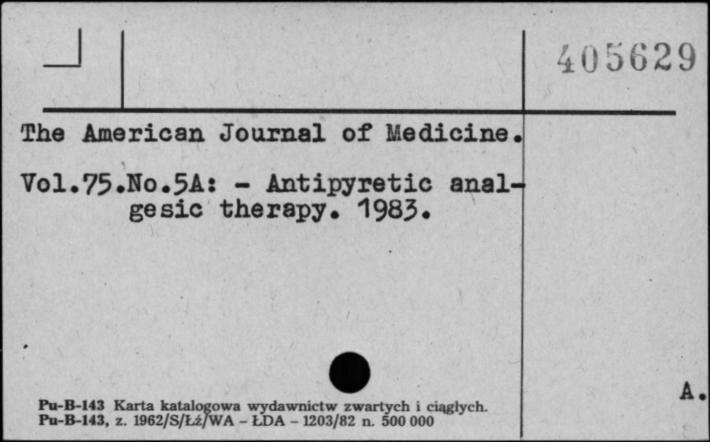 405629
The American Journal of Medicine.
Vol.75.No.5A: - Antipyretic anal-
gesic therapy. 1983.
A.
Pu-B-143 Karta katalogowa wydawnictw zwartych i ciągłych.
Pu-B-143, z. 1962/S/Łź/WA - ŁDA - 1203/82 n. 500 000